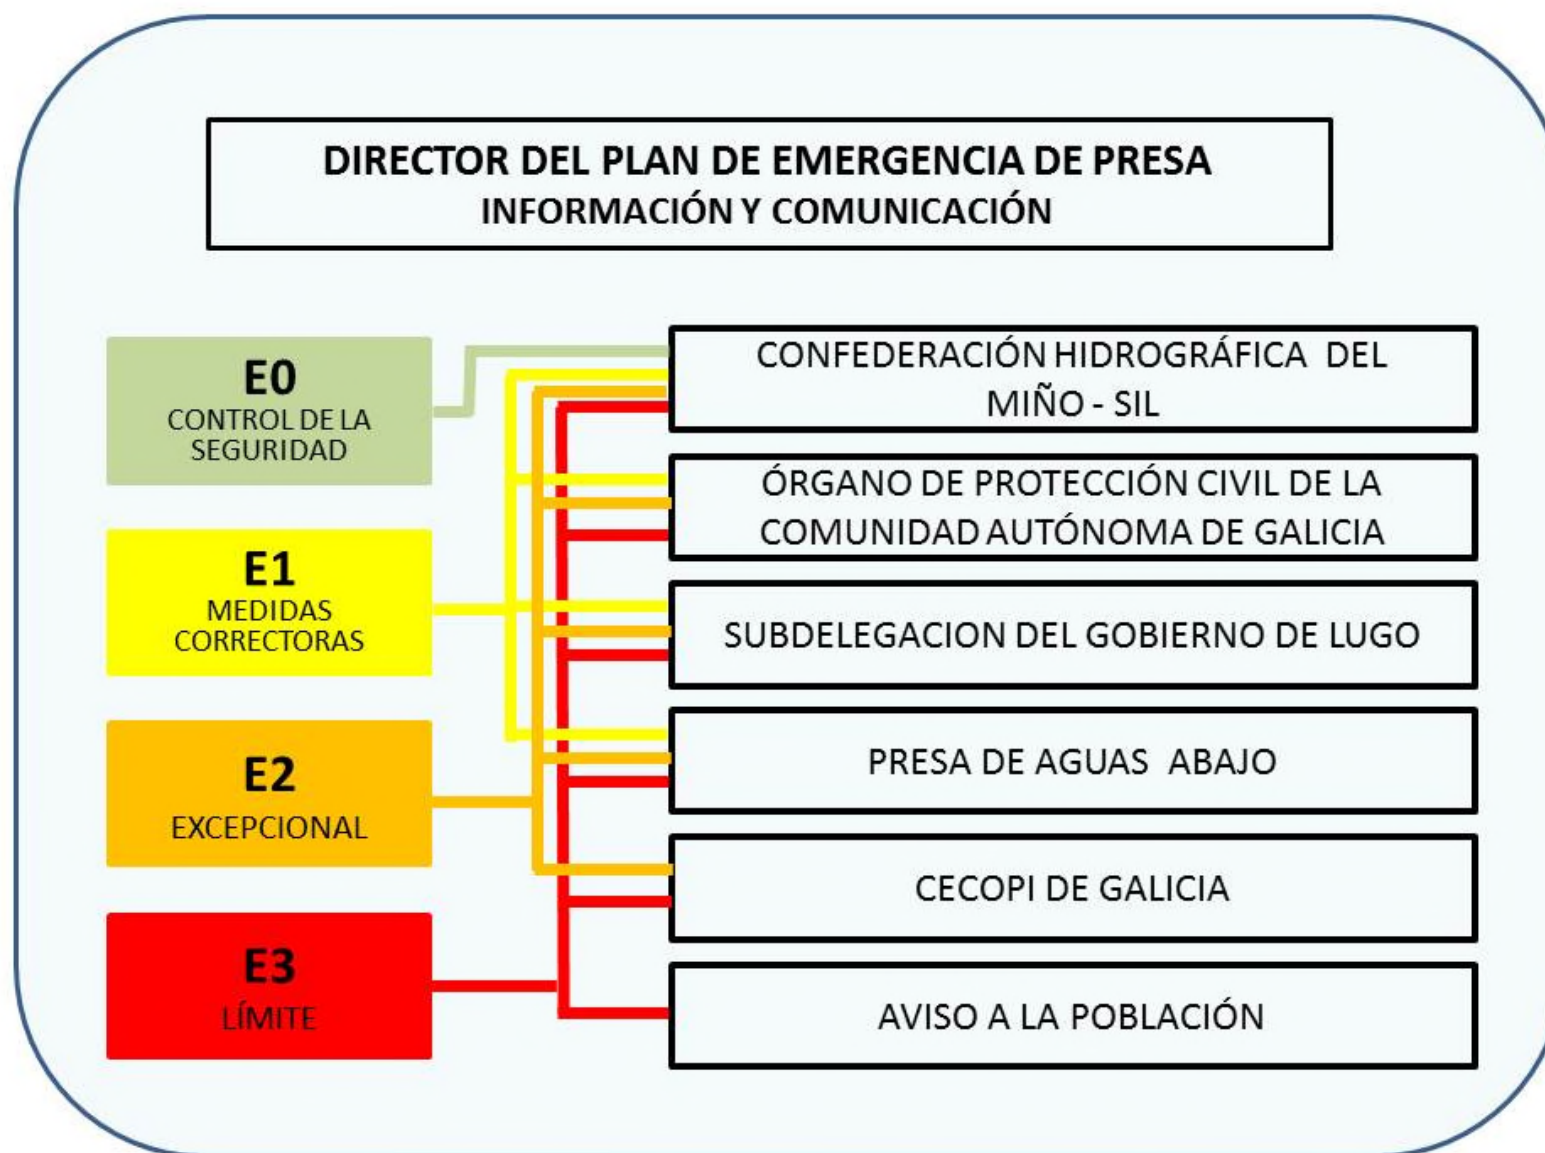 DIRECTOR DEL PLAN DE EMERGENCIA DE PRESA
INFORMACIÓN Y COMUNICACIÓN
E0
CONTROL DE LA
SEGURIDAD
E1
MEDIDAS
CORRECTORAS
E2
EXCEPCIONAL
E3
LÍMITE
CONFEDERACIÓN HIDROGRÁFICA DEL
MIÑO - SIL
ÓRGANO DE PROTECCIÓN CIVIL DE LA
COMUNIDAD AUTÓNOMA DE GALICIA
SUBDELEGACION DEL GOBIERNO DE LUGO
PRESA DE AGUAS ABAJO
CECOPI DE GALICIA
AVISO A LA POBLACIÓN